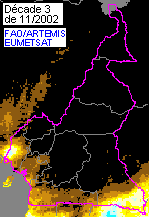 Décade 3
de 11/2002
FAO/ARTEMIS
EUMETSAT